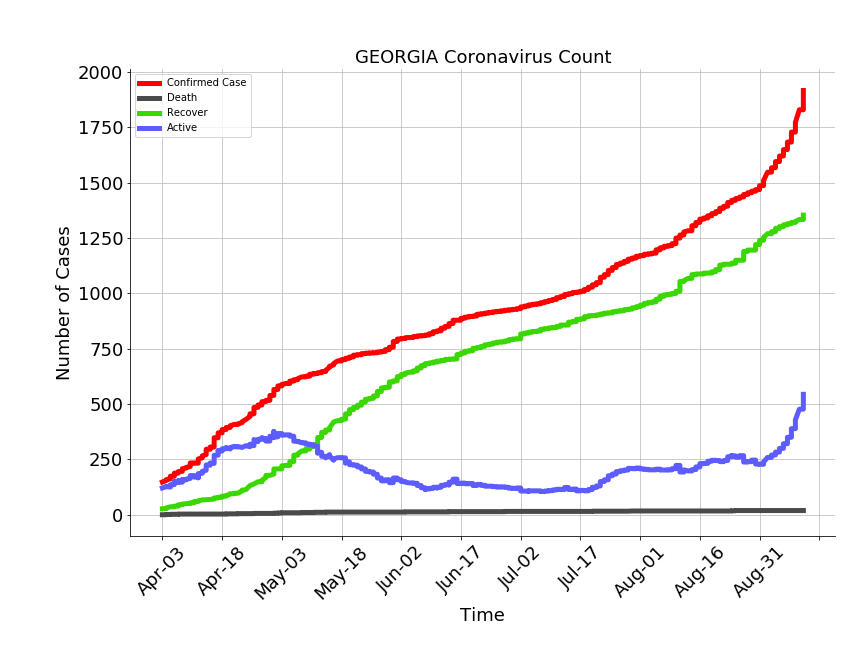 GEORGIA Coronavirus Count
Confirmed Case
Death
Recover
Active
Number of Cases
2000
1750
1500
1250
1000
750
500
250
0
Apr-03
Apr-18
May-03
May-18
Jun-02
Jun-17
Jul-02
Jul-17
Aug-01
Aug-16
Aug-31
Time